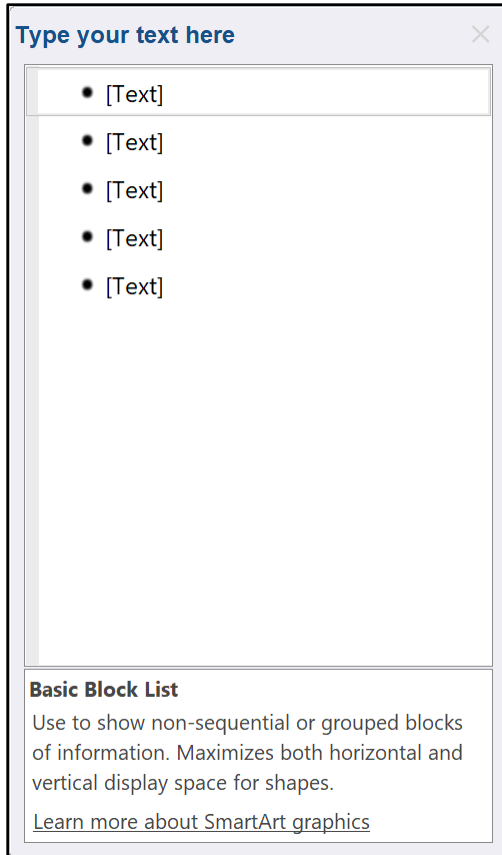 Type your text here
[Text]
[Text]
[Text]
[Text]
[Text]
Basic Block List
Use to show non-sequential or grouped blocks
of information. Maximizes both horizontal and
vertical display space for shapes.
Learn more about SmartArt graphics